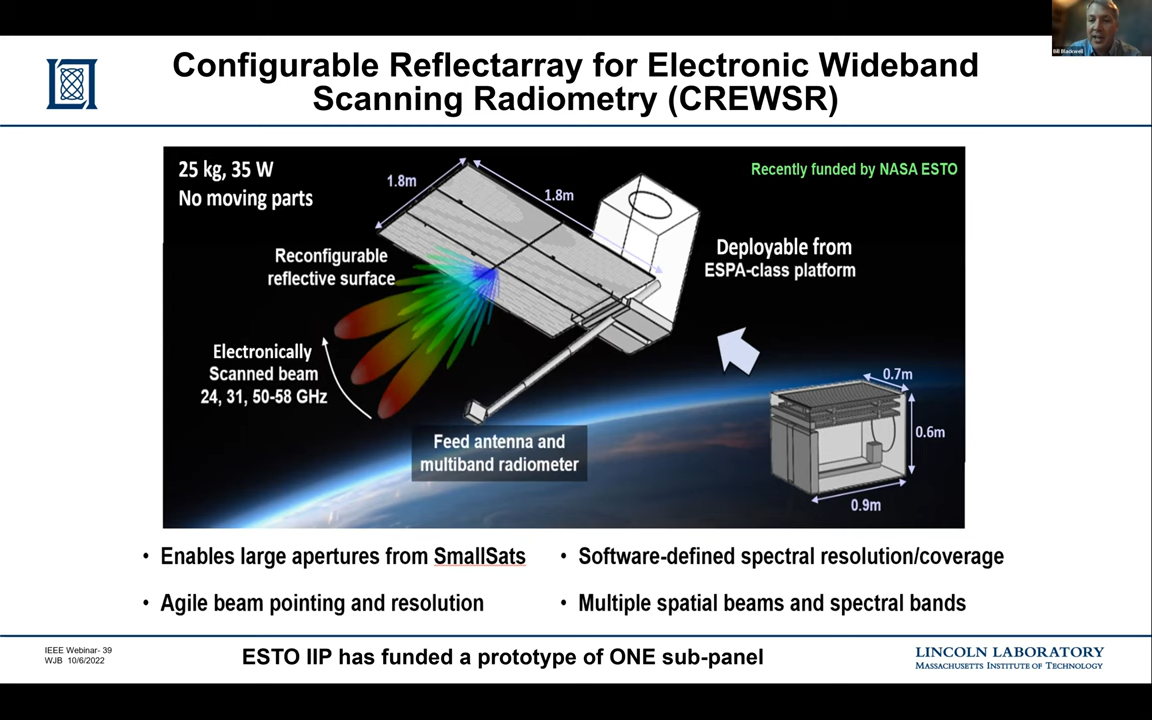 Bill Blackwell
Configurable Reflectarray for Electronic Wideband
Scanning Radiometry (CREWSR)
25 kg, 35 W
No moving parts
1.8m
1.8m
Recently funded by NASA ESTO
Reconfigurable
reflective surface
Deployable from
ESPA-class platform
Electronically
Scanned beam
24, 31, 50-58 GHz
0.7m
0.6m
0.9m
Feed antenna and
multiband radiometer
• Enables large apertures from SmallSats
• Agile beam pointing and resolution
• Software-defined spectral resolution/coverage
• Multiple spatial beams and spectral bands
IEEE Webinar- 39
WJB 10/6/2022
ESTO IIP has funded a prototype of ONE sub-panel
LINCOLN LABORATORY
MASSACHUSETTS INSTITUTE OF TECHNOLOGY